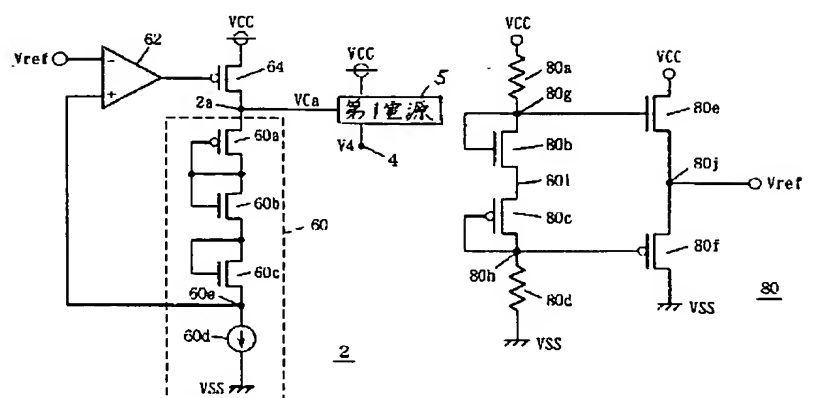 VCC
62
Vref
-
+
64
2a
VCa
VCC
5
第1電源
V4
4
60a
60b
60
60c
60e
60d
VSS
2
VCC
80a
80g
80b
80i
80c
80h
80d
VSS
VCC
80e
80j
Vref
80f
VSS
80